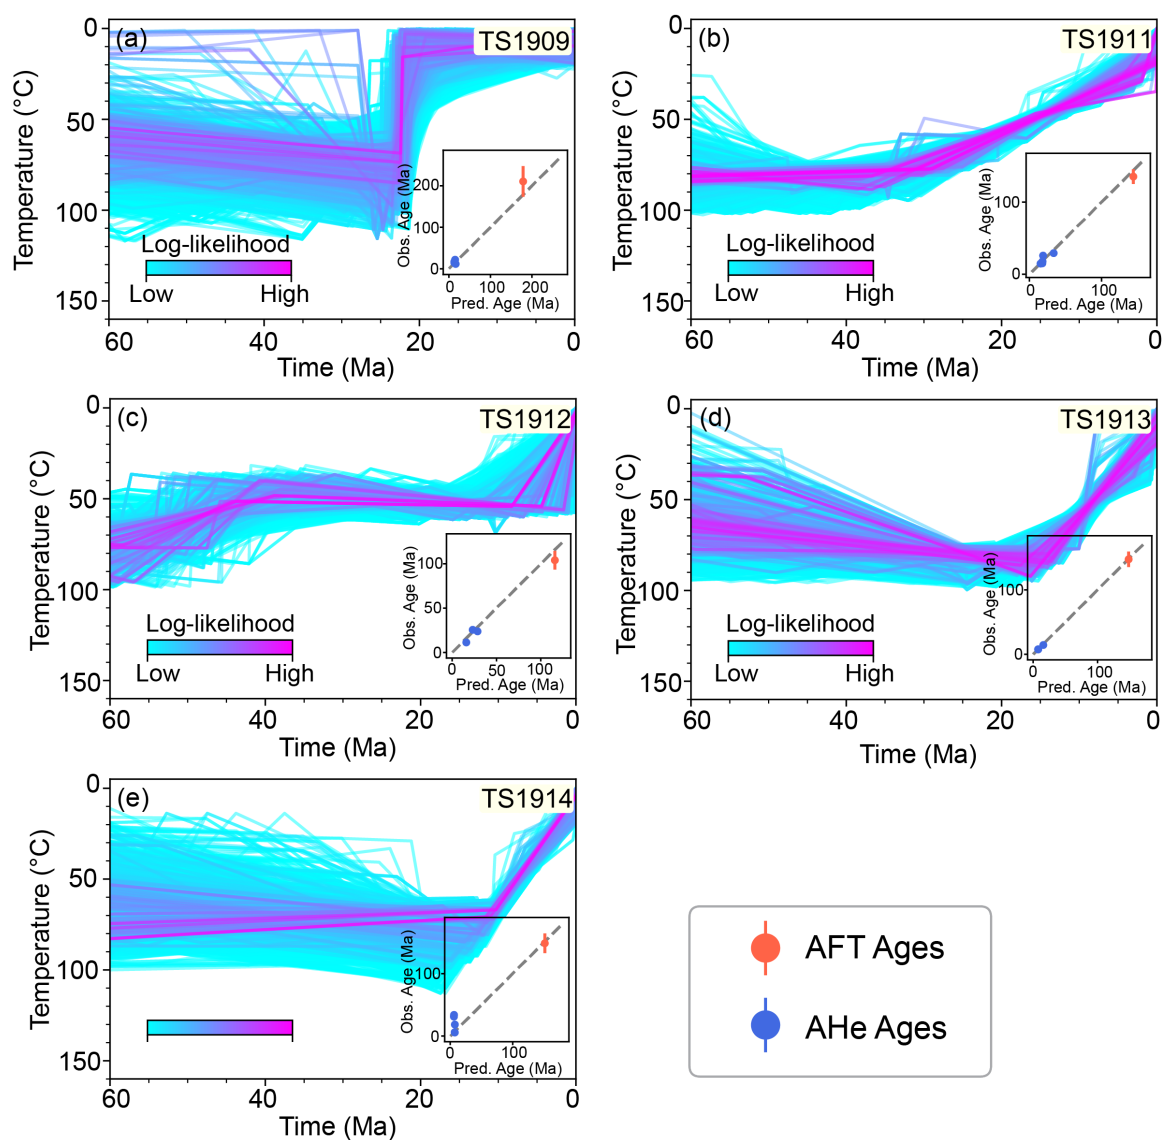 (a)
TS1909
0
50
100
150
Temperature (°C)
60
40
20
0
Time (Ma)
Log-likelihood
Low
High
Obs. Age (Ma)
200
100
0
0
100
200
Pred. Age (Ma)
(b)
TS1911
0
50
100
150
Temperature (°C)
60
40
20
0
Time (Ma)
Log-likelihood
Low
High
Obs. Age (Ma)
100
0
0
100
Pred. Age (Ma)
(c)
TS1912
0
50
100
150
Temperature (°C)
60
40
20
0
Time (Ma)
Log-likelihood
Low
High
Obs. Age (Ma)
100
50
0
0
50
100
Pred. Age (Ma)
(d)
TS1913
0
50
100
150
Temperature (°C)
60
40
20
0
Time (Ma)
Log-likelihood
Low
High
Obs. Age (Ma)
100
0
0
100
Pred. Age (Ma)
(e)
TS1914
0
50
100
150
Temperature (°C)
60
40
20
0
Time (Ma)
Obs. Age (Ma)
100
0
0
100
Pred. Age (Ma)
AFT Ages
AHe Ages